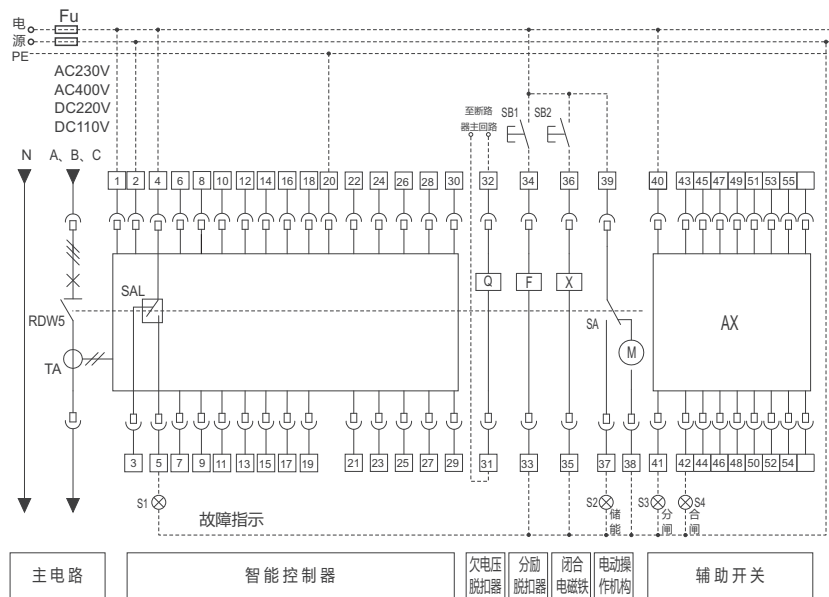 电 Fu
源
PE
AC230V
AC400V
DC220V
DC110V
至断路 SB1 SB2
器主回路
N A、B、C
1 2 4 6 8 10 12 14 16 18 20 22 24 26 28 30 32 34 36 39 40 43 45 47 49 51 53 55
SAL Q F X
RDW5 SA AX
M
TA
3 5 7 9 11 13 15 17 19 21 23 25 27 29 31 33 35 37 38 41 42 44 46 48 50 52 54
S1 S2 S3 S4
故障指示 储能 分闸 合闸
主电路 智能控制器 欠电压 分励 闭合 电动操 辅助开关
脱扣器 脱扣器 电磁铁 作机构